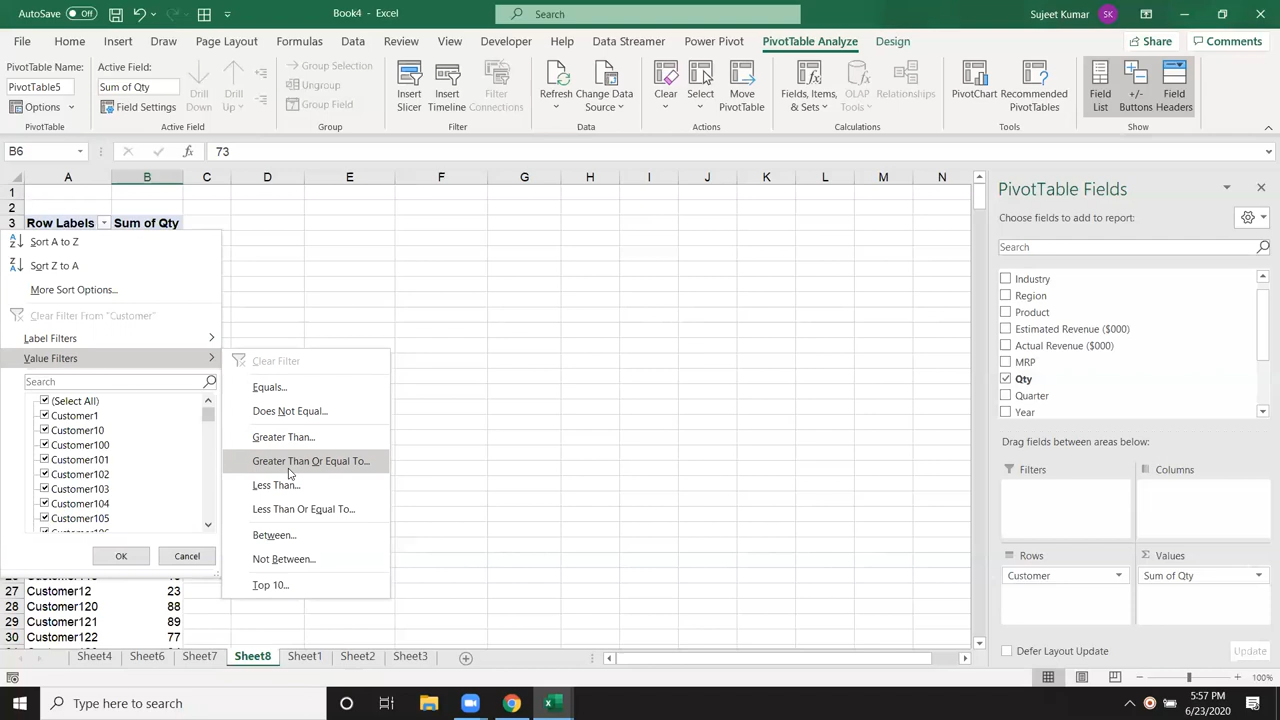 AutoSave Off Book4 - Excel Search Sujeet Kumar SK
File Home Insert Draw Page Layout Formulas Data Review View Developer Help Data Streamer Power Pivot PivotTable Analyze Design Share Comments
PivotTable Name:
PivotTable5
Options
PivotTable
Active Field:
Sum of Qty
Field Settings
Drill Down
Drill Up
Active Field
Group Selection
Ungroup
Group Field
Group
Insert Slicer
Insert Timeline
Filter Connections
Filter
Refresh
Change Data Source
Data
Clear
Select
Move PivotTable
Actions
Fields, Items, & Sets
OLAP Tools
Relationships
Calculations
PivotChart
Recommended PivotTables
Tools
Field List
+/- Buttons
Field Headers
Show
B6 fx 73
A B C D E F G H I J K L M N
1
2
3 Row Labels Sum of Qty
Sort A to Z
Sort Z to A
More Sort Options...
Clear Filter From "Customer"
Label Filters
Value Filters
Search
(Select All)
Customer1
Customer10
Customer100
Customer101
Customer102
Customer103
Customer104
Customer105
OK Cancel
Clear Filter
Equals...
Does Not Equal...
Greater Than...
Greater Than Or Equal To...
Less Than...
Less Than Or Equal To...
Between...
Not Between...
Top 10...
27 Customer12 23
28 Customer120 88
29 Customer121 89
30 Customer122 77
Sheet4 Sheet6 Sheet7 Sheet8 Sheet1 Sheet2 Sheet3
PivotTable Fields
Choose fields to add to report:
Search
Industry
Region
Product
Estimated Revenue ($000)
Actual Revenue ($000)
MRP
Qty
Quarter
Year
Drag fields between areas below:
Filters
Columns
Rows
Customer
Σ Values
Sum of Qty
Defer Layout Update Update
100%
Type here to search
5:57 PM
6/23/2020